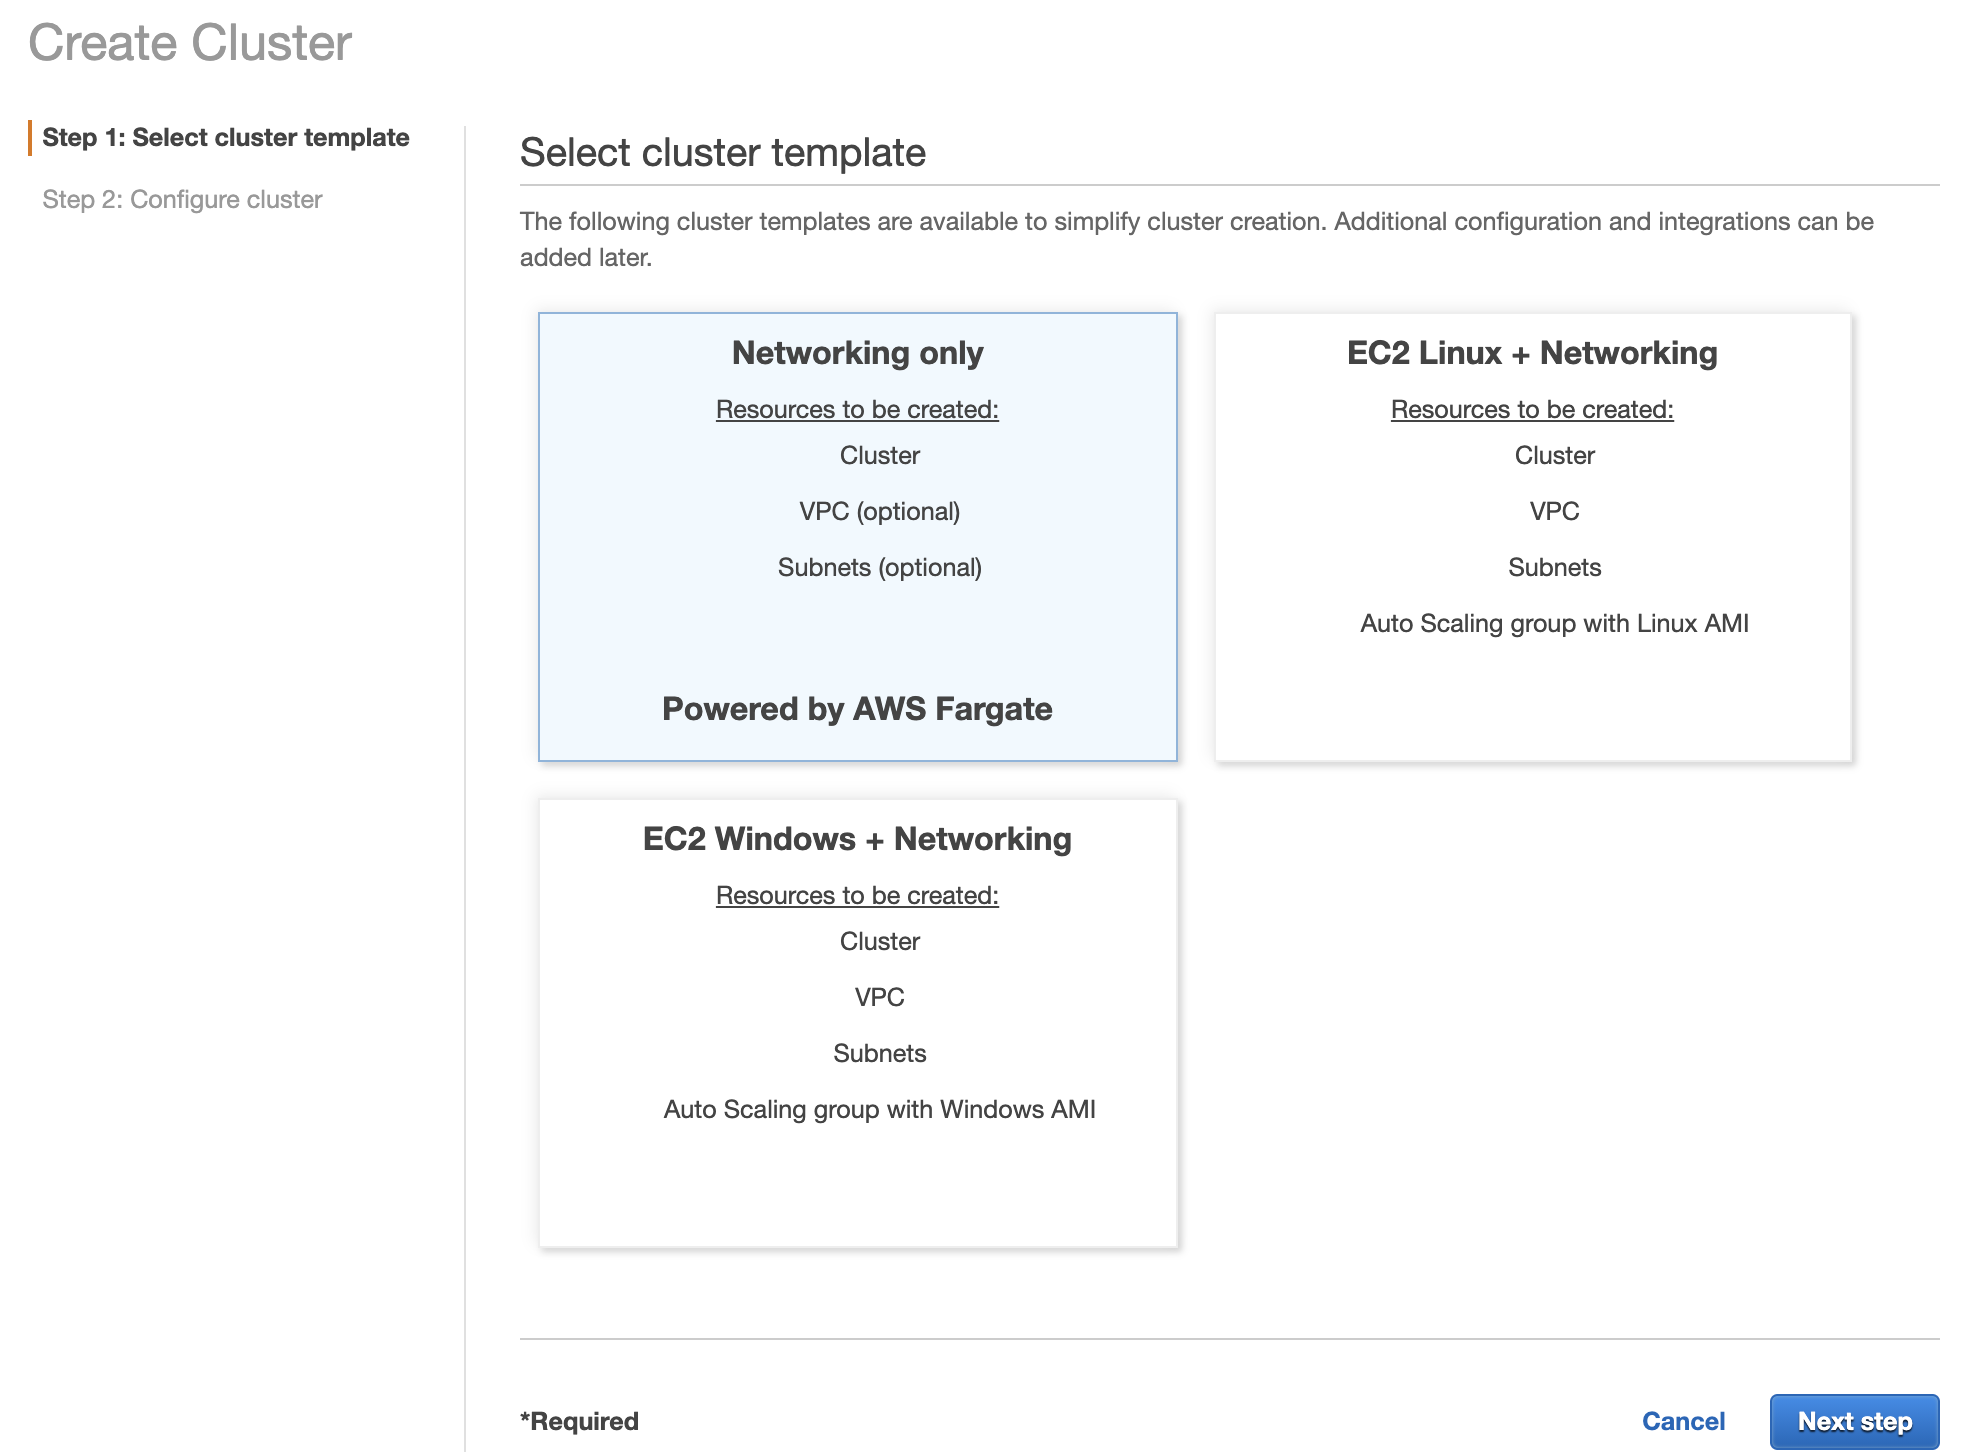 Create Cluster
Step 1: Select cluster template
Step 2: Configure cluster
Select cluster template
The following cluster templates are available to simplify cluster creation. Additional configuration and integrations can be
added later.
Networking only
Resources to be created:
Cluster
VPC (optional)
Subnets (optional)
Powered by AWS Fargate
EC2 Linux + Networking
Resources to be created:
Cluster
VPC
Subnets
Auto Scaling group with Linux AMI
EC2 Windows + Networking
Resources to be created:
Cluster
VPC
Subnets
Auto Scaling group with Windows AMI
*Required
Cancel
Next step